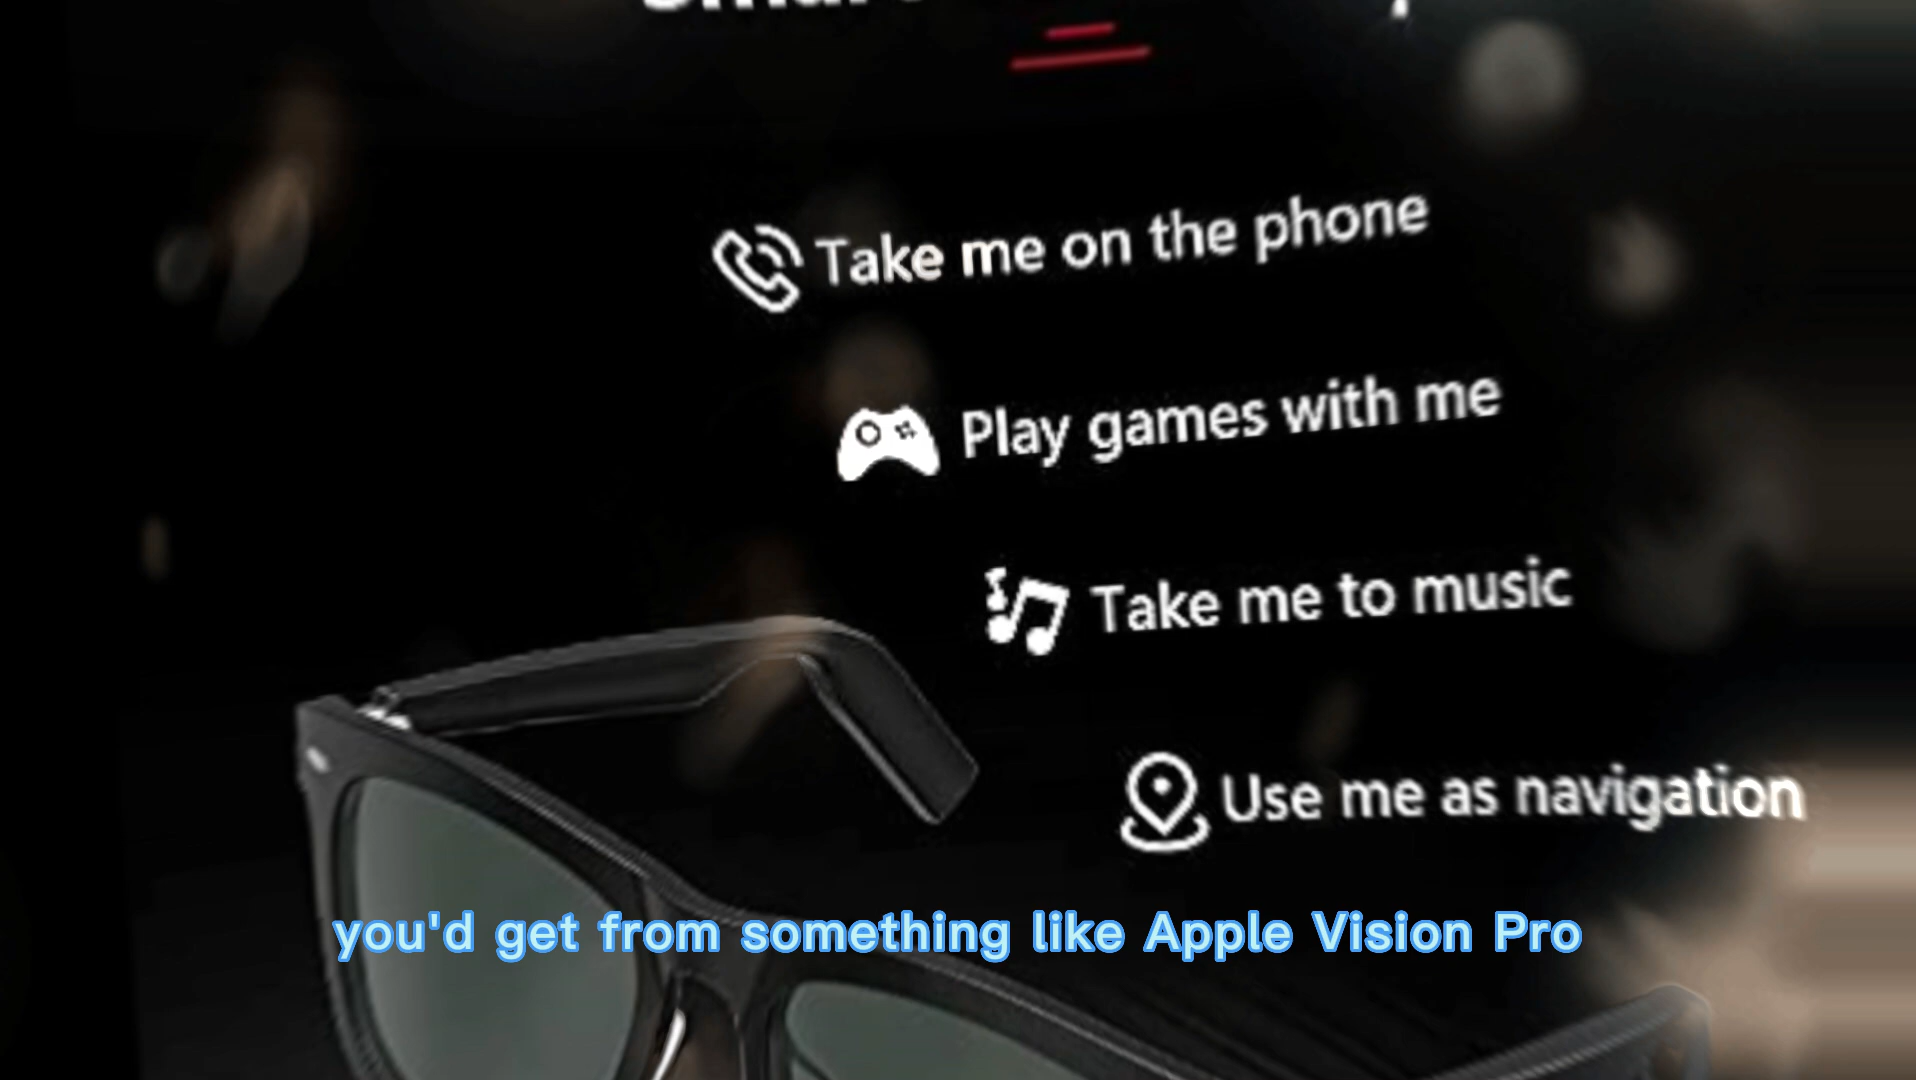 Take me on the phone
Play games with me
Take me to music
Use me as navigation
you'd get from something like Apple Vision Pro